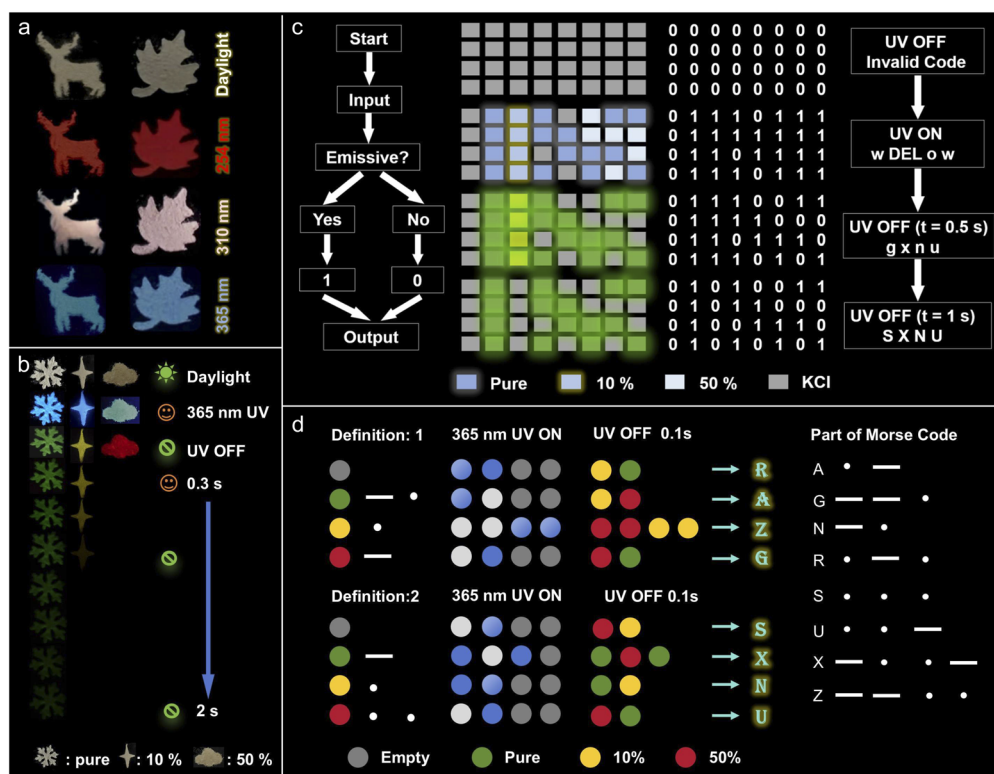 a
Daylight
254 nm
310 nm
365 nm
b
Daylight
365 nm UV
UV OFF
0.3 s
2 s
: pure
: 10 %
: 50 %
c
Start
Input
Emissive?
Yes
No
1
0
Output
0 0 0 0 0 0 0 0
0 0 0 0 0 0 0 0
0 0 0 0 0 0 0 0
0 0 0 0 0 0 0 0
0 1 1 1 0 1 1 1
0 1 1 1 1 1 1 1
0 1 1 0 1 1 1 1
0 1 1 1 0 1 1 1
0 1 1 1 0 0 1 1
0 1 1 1 1 0 0 0
0 1 1 0 1 1 1 0
0 1 1 1 0 1 0 1
0 1 0 1 0 0 1 1
0 1 0 1 1 0 0 0
0 1 0 0 1 1 1 0
0 1 0 1 0 1 0 1
Pure
10 %
50 %
KCl
UV OFF
Invalid Code
UV ON
w DEL o w
UV OFF (t = 0.5 s)
g x n u
UV OFF (t = 1 s)
S X N U
d
Definition: 1
365 nm UV ON
UV OFF 0.1s
R
A
Z
G
Definition:2
365 nm UV ON
UV OFF 0.1s
S
X
N
U
Empty
Pure
10%
50%
Part of Morse Code
A
G
N
R
S
U
X
Z